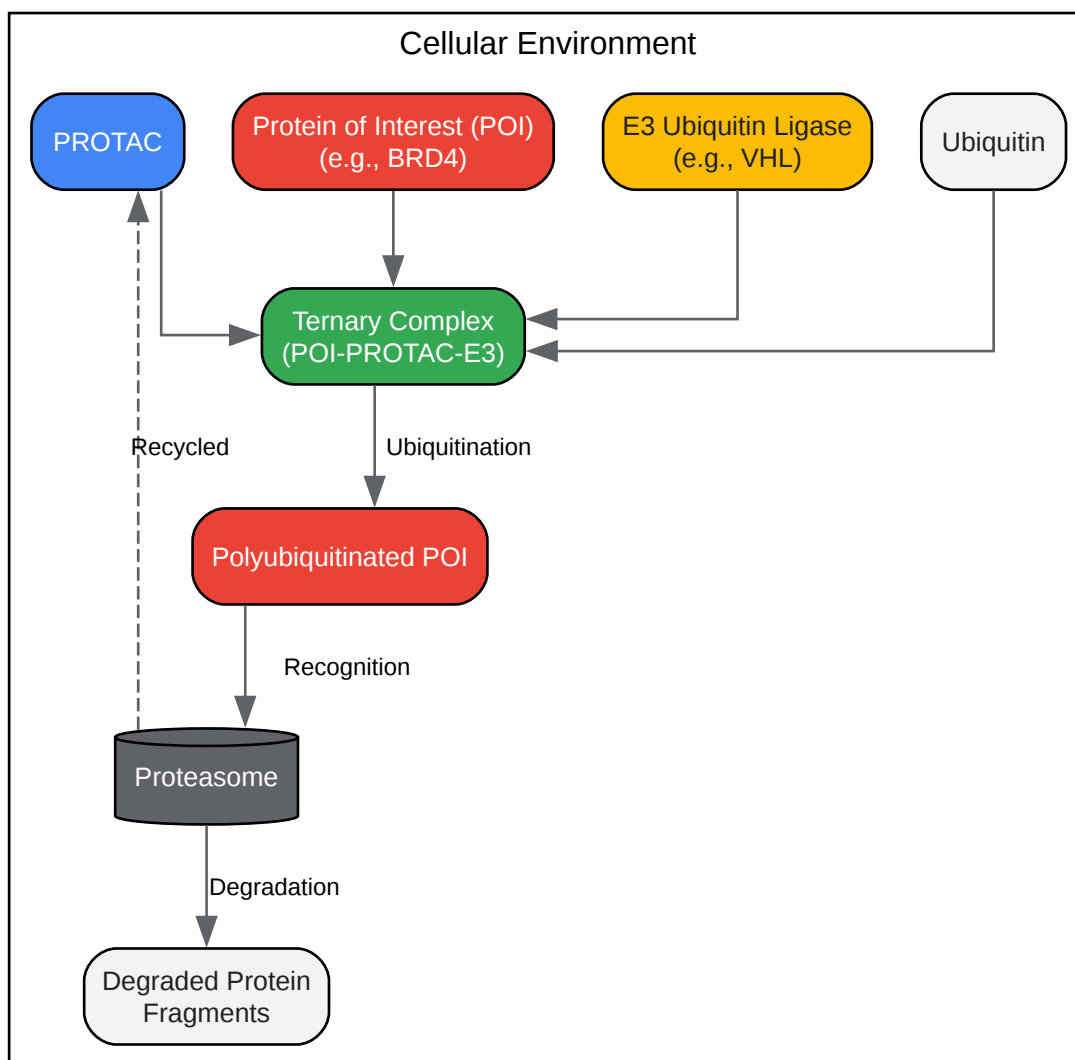 Cellular Environment
PROTAC
Protein of Interest (POI)
(e.g., BRD4)
E3 Ubiquitin Ligase
(e.g., VHL)
Ubiquitin
Ternary Complex
(POI-PROTAC-E3)
Recycled
Ubiquitination
Polyubiquitinated POI
Recognition
Proteasome
Degradation
Degraded Protein
Fragments